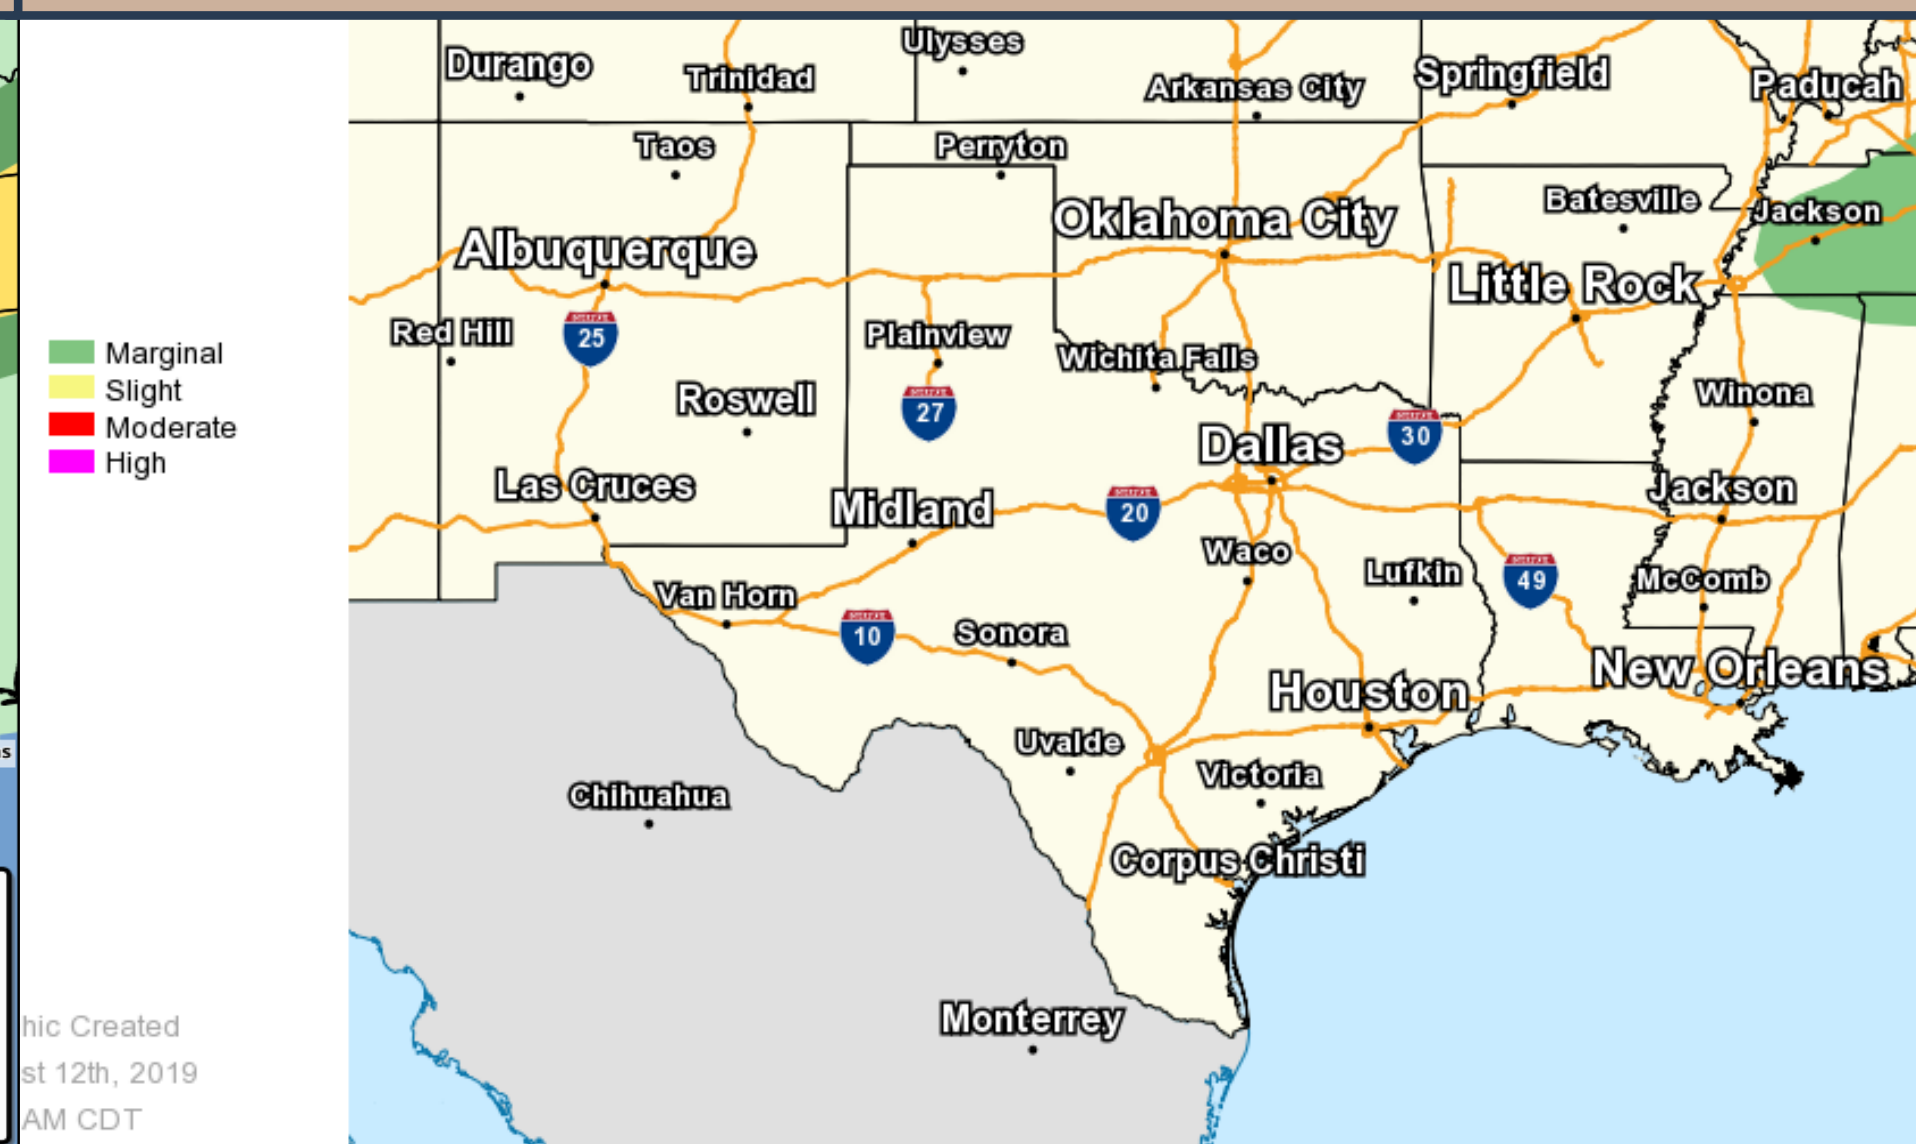 Durango
Trinidad
Ulysses
Arkansas City
Springfield
Paducah
Taos
Perryton
Batesville
Jackson
Albuquerque
Oklahoma City
Little Rock
Red Hill
25
Plainview
Wichita Falls
Marginal
Slight
Moderate
High
Roswell
27
Dallas
30
Winona
Las Cruces
Midland
20
Jackson
Waco
Lufkin
49
McComb
Van Horn
10
Sonora
Houston
New Orleans
Uvalde
Victoria
Chihuahua
Corpus Christi
Monterrey
hic Created
st 12th, 2019
AM CDT